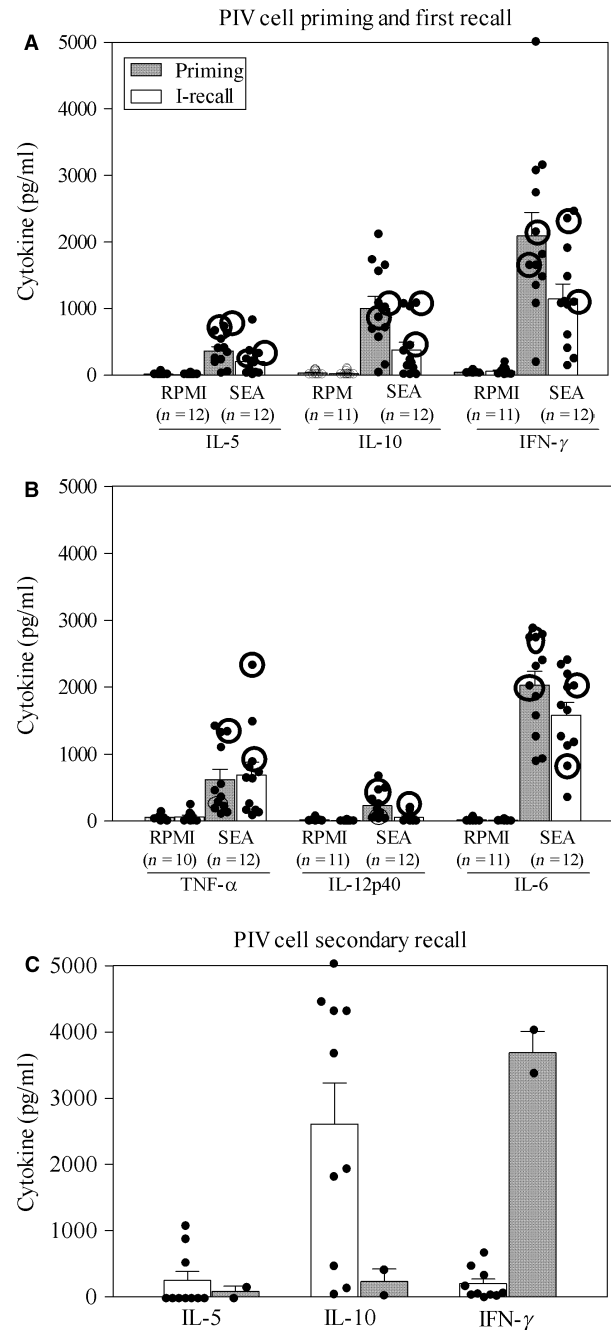 PIV cell priming and first recall
A
5000
4000
3000
2000
1000
0
Cytokine (pg/ml)
Priming
I-recall
RPMI SEA RPM SEA RPMI SEA
(n = 12) (n = 12) (n = 11) (n = 12) (n = 11) (n = 12)
IL-5 IL-10 IFN-γ
B
5000
4000
3000
2000
1000
0
Cytokine (pg/ml)
RPMI SEA RPMI SEA RPMI SEA
(n = 10) (n = 12) (n = 11) (n = 12) (n = 11) (n = 12)
TNF-α IL-12p40 IL-6
PIV cell secondary recall
C
5000
4000
3000
2000
1000
0
Cytokine (pg/ml)
IL-5 IL-10 IFN-γ